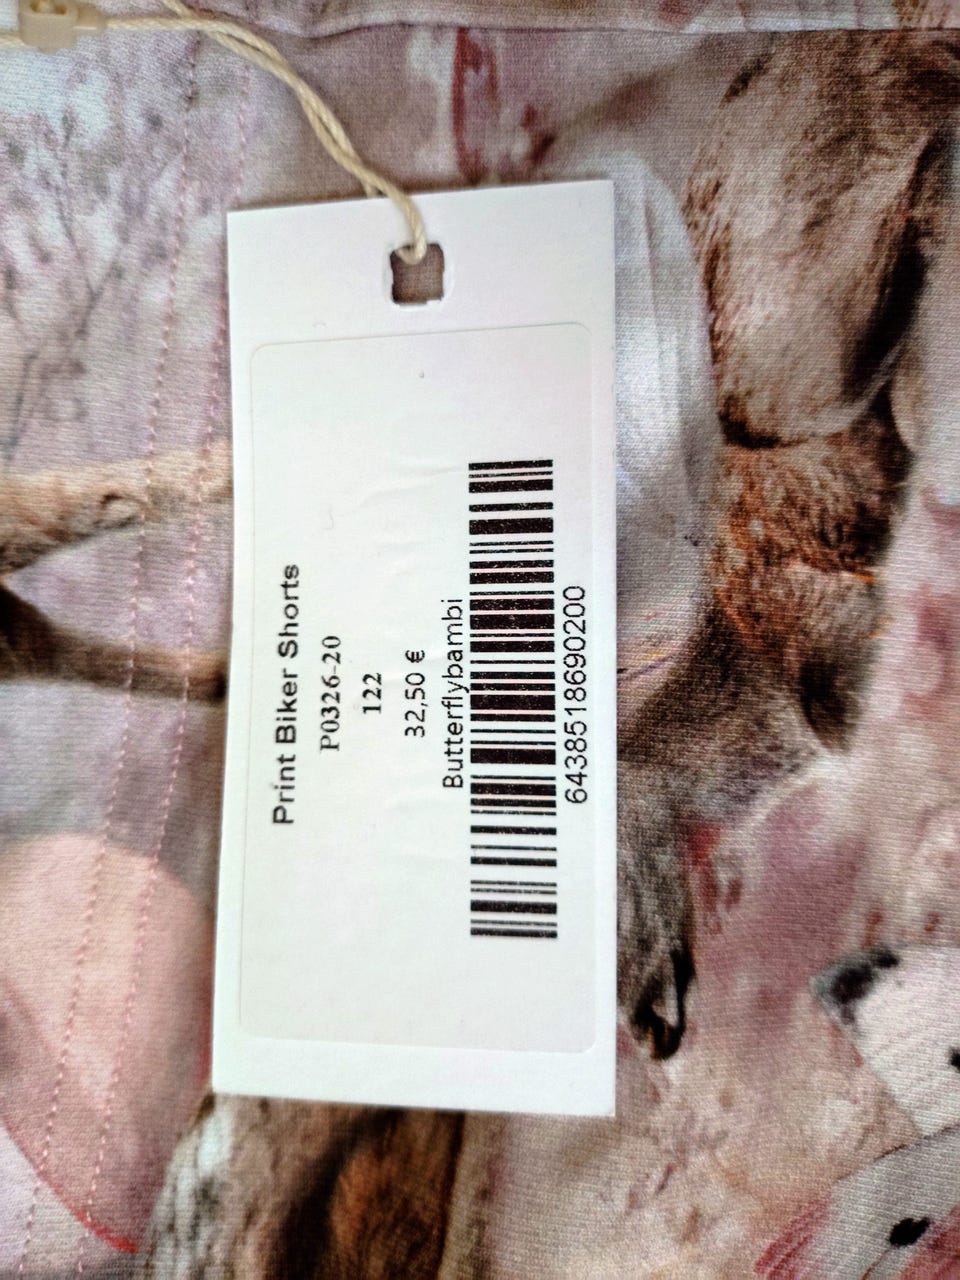 Print Biker Shorts
P0326-20
122
32,50 €
Butterflybambi
6438518690200